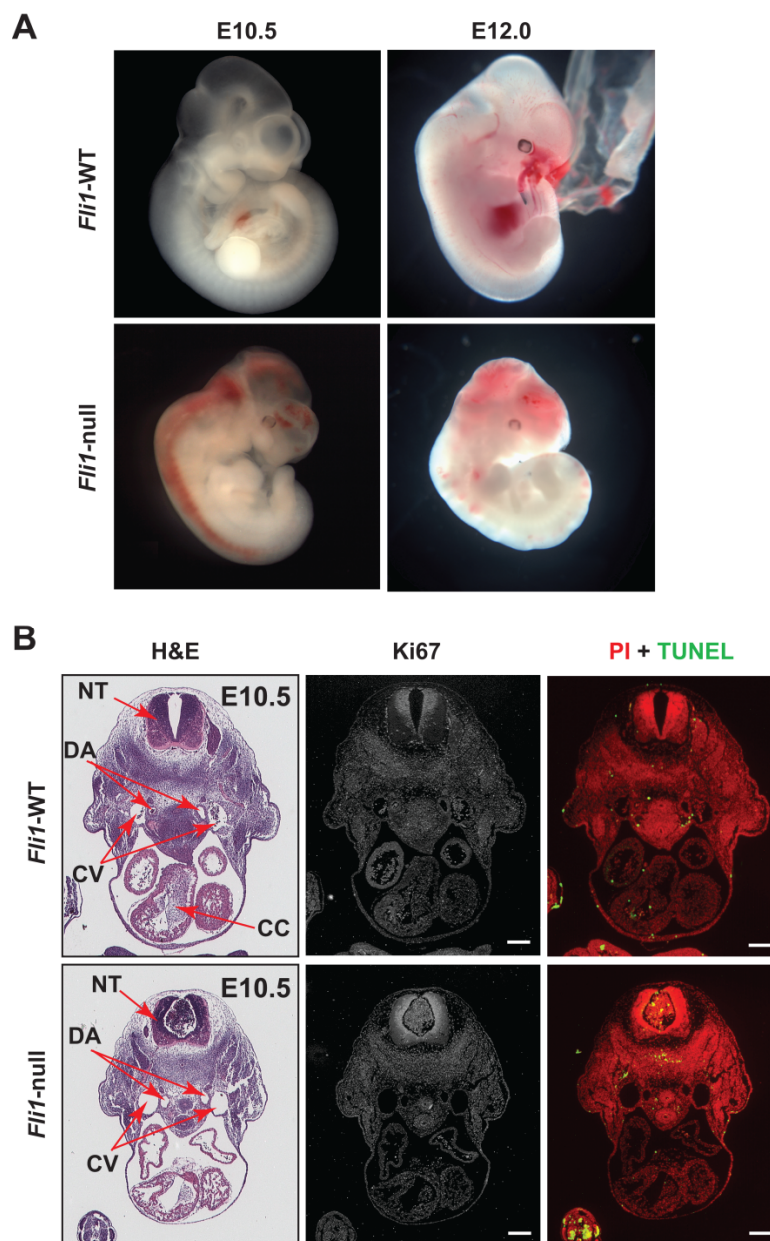 A
E10.5
E12.0
Fli1-WT
Fli1-null
B
H&E
Ki67
PI + TUNEL
Fli1-WT
NT
E10.5
DA
CV
CC
Fli1-null
NT
E10.5
DA
CV